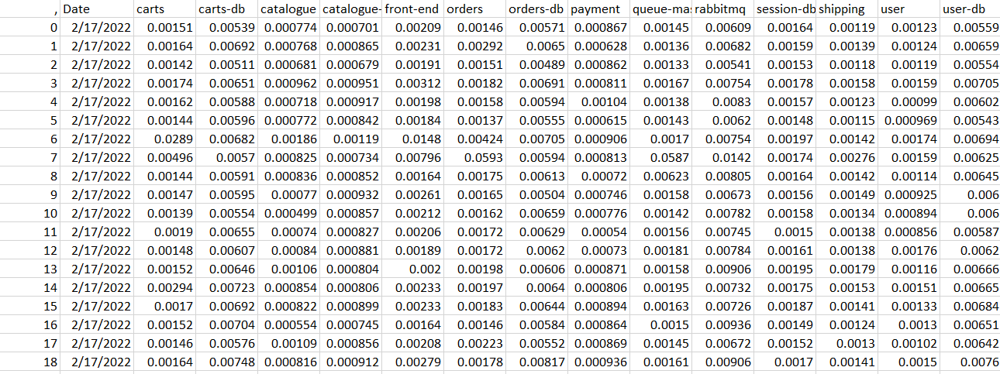 , Date carts carts-db catalogue catalogue- front-end orders orders-db payment queue-ma rabbitmq session-db shipping user user-db
0 2/17/2022 0.00151 0.00539 0.000774 0.000701 0.00209 0.00146 0.00571 0.000867 0.00145 0.00609 0.00164 0.00119 0.00123 0.00559
1 2/17/2022 0.00164 0.00692 0.000768 0.000865 0.00231 0.00292 0.0065 0.000628 0.00136 0.00682 0.00159 0.00139 0.00124 0.00659
2 2/17/2022 0.00142 0.00511 0.000681 0.000679 0.00191 0.00151 0.00489 0.000862 0.00133 0.00541 0.00153 0.00118 0.00119 0.00554
3 2/17/2022 0.00174 0.00651 0.000962 0.000951 0.00312 0.00182 0.00691 0.000811 0.00167 0.00754 0.00178 0.00158 0.00159 0.00705
4 2/17/2022 0.00162 0.00588 0.000718 0.000917 0.00198 0.00158 0.00594 0.00104 0.00138 0.0083 0.00157 0.00123 0.00099 0.00602
5 2/17/2022 0.00144 0.00596 0.000772 0.000842 0.00184 0.00137 0.00555 0.000615 0.00143 0.0062 0.00148 0.00115 0.000969 0.00543
6 2/17/2022 0.0289 0.00682 0.00186 0.00119 0.0148 0.00424 0.00705 0.000906 0.0017 0.00754 0.00197 0.00142 0.00174 0.00694
7 2/17/2022 0.00496 0.0057 0.000825 0.000734 0.00796 0.0593 0.00594 0.000813 0.0587 0.0142 0.00174 0.00276 0.00159 0.00625
8 2/17/2022 0.00144 0.00591 0.000836 0.000852 0.00164 0.00175 0.00613 0.00072 0.00623 0.00805 0.00164 0.00142 0.00114 0.00645
9 2/17/2022 0.00147 0.00595 0.00077 0.000932 0.00261 0.00165 0.00504 0.000746 0.00158 0.00673 0.00156 0.00149 0.000925 0.006
10 2/17/2022 0.00139 0.00554 0.000499 0.000857 0.00212 0.00162 0.00659 0.000776 0.00142 0.00782 0.00158 0.00134 0.000894 0.006
11 2/17/2022 0.0019 0.00655 0.00074 0.000827 0.00206 0.00172 0.00629 0.00054 0.00156 0.00745 0.0015 0.00138 0.000856 0.00587
12 2/17/2022 0.00148 0.00607 0.00084 0.000881 0.00189 0.00172 0.0062 0.00073 0.00181 0.00784 0.00161 0.00138 0.00176 0.0062
13 2/17/2022 0.00152 0.00646 0.00106 0.000804 0.002 0.00198 0.00606 0.000871 0.00158 0.00906 0.00195 0.00179 0.00116 0.00666
14 2/17/2022 0.00294 0.00723 0.000854 0.000806 0.00233 0.00197 0.0064 0.000806 0.00195 0.00732 0.00175 0.00153 0.00151 0.00665
15 2/17/2022 0.0017 0.00692 0.000822 0.000899 0.00233 0.00183 0.00644 0.000894 0.00163 0.00726 0.00187 0.00141 0.00133 0.00684
16 2/17/2022 0.00152 0.00704 0.000554 0.000745 0.00164 0.00146 0.00584 0.000864 0.0015 0.00936 0.00149 0.00124 0.0013 0.00651
17 2/17/2022 0.00146 0.00576 0.00109 0.000856 0.00208 0.00223 0.00552 0.000869 0.00145 0.00672 0.00152 0.0013 0.00102 0.00642
18 2/17/2022 0.00164 0.00748 0.000816 0.000912 0.00279 0.00178 0.00817 0.000936 0.00161 0.00906 0.0017 0.00141 0.0015 0.0076